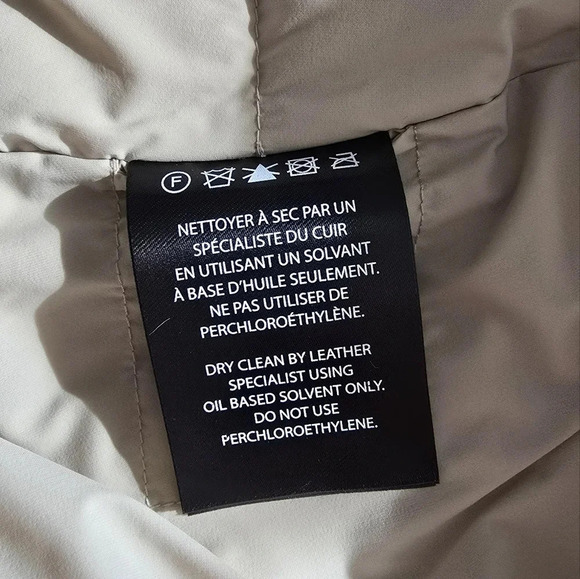 F
NETTOYER À SEC PAR UN
SPÉCIALISTE DU CUIR
EN UTILISANT UN SOLVANT
À BASE D'HUILE SEULEMENT.
NE PAS UTILISER DE
PERCHLOROÉTHYLÈNE.
DRY CLEAN BY LEATHER
SPECIALIST USING
OIL BASED SOLVENT ONLY.
DO NOT USE
PERCHLOROETHYLENE.